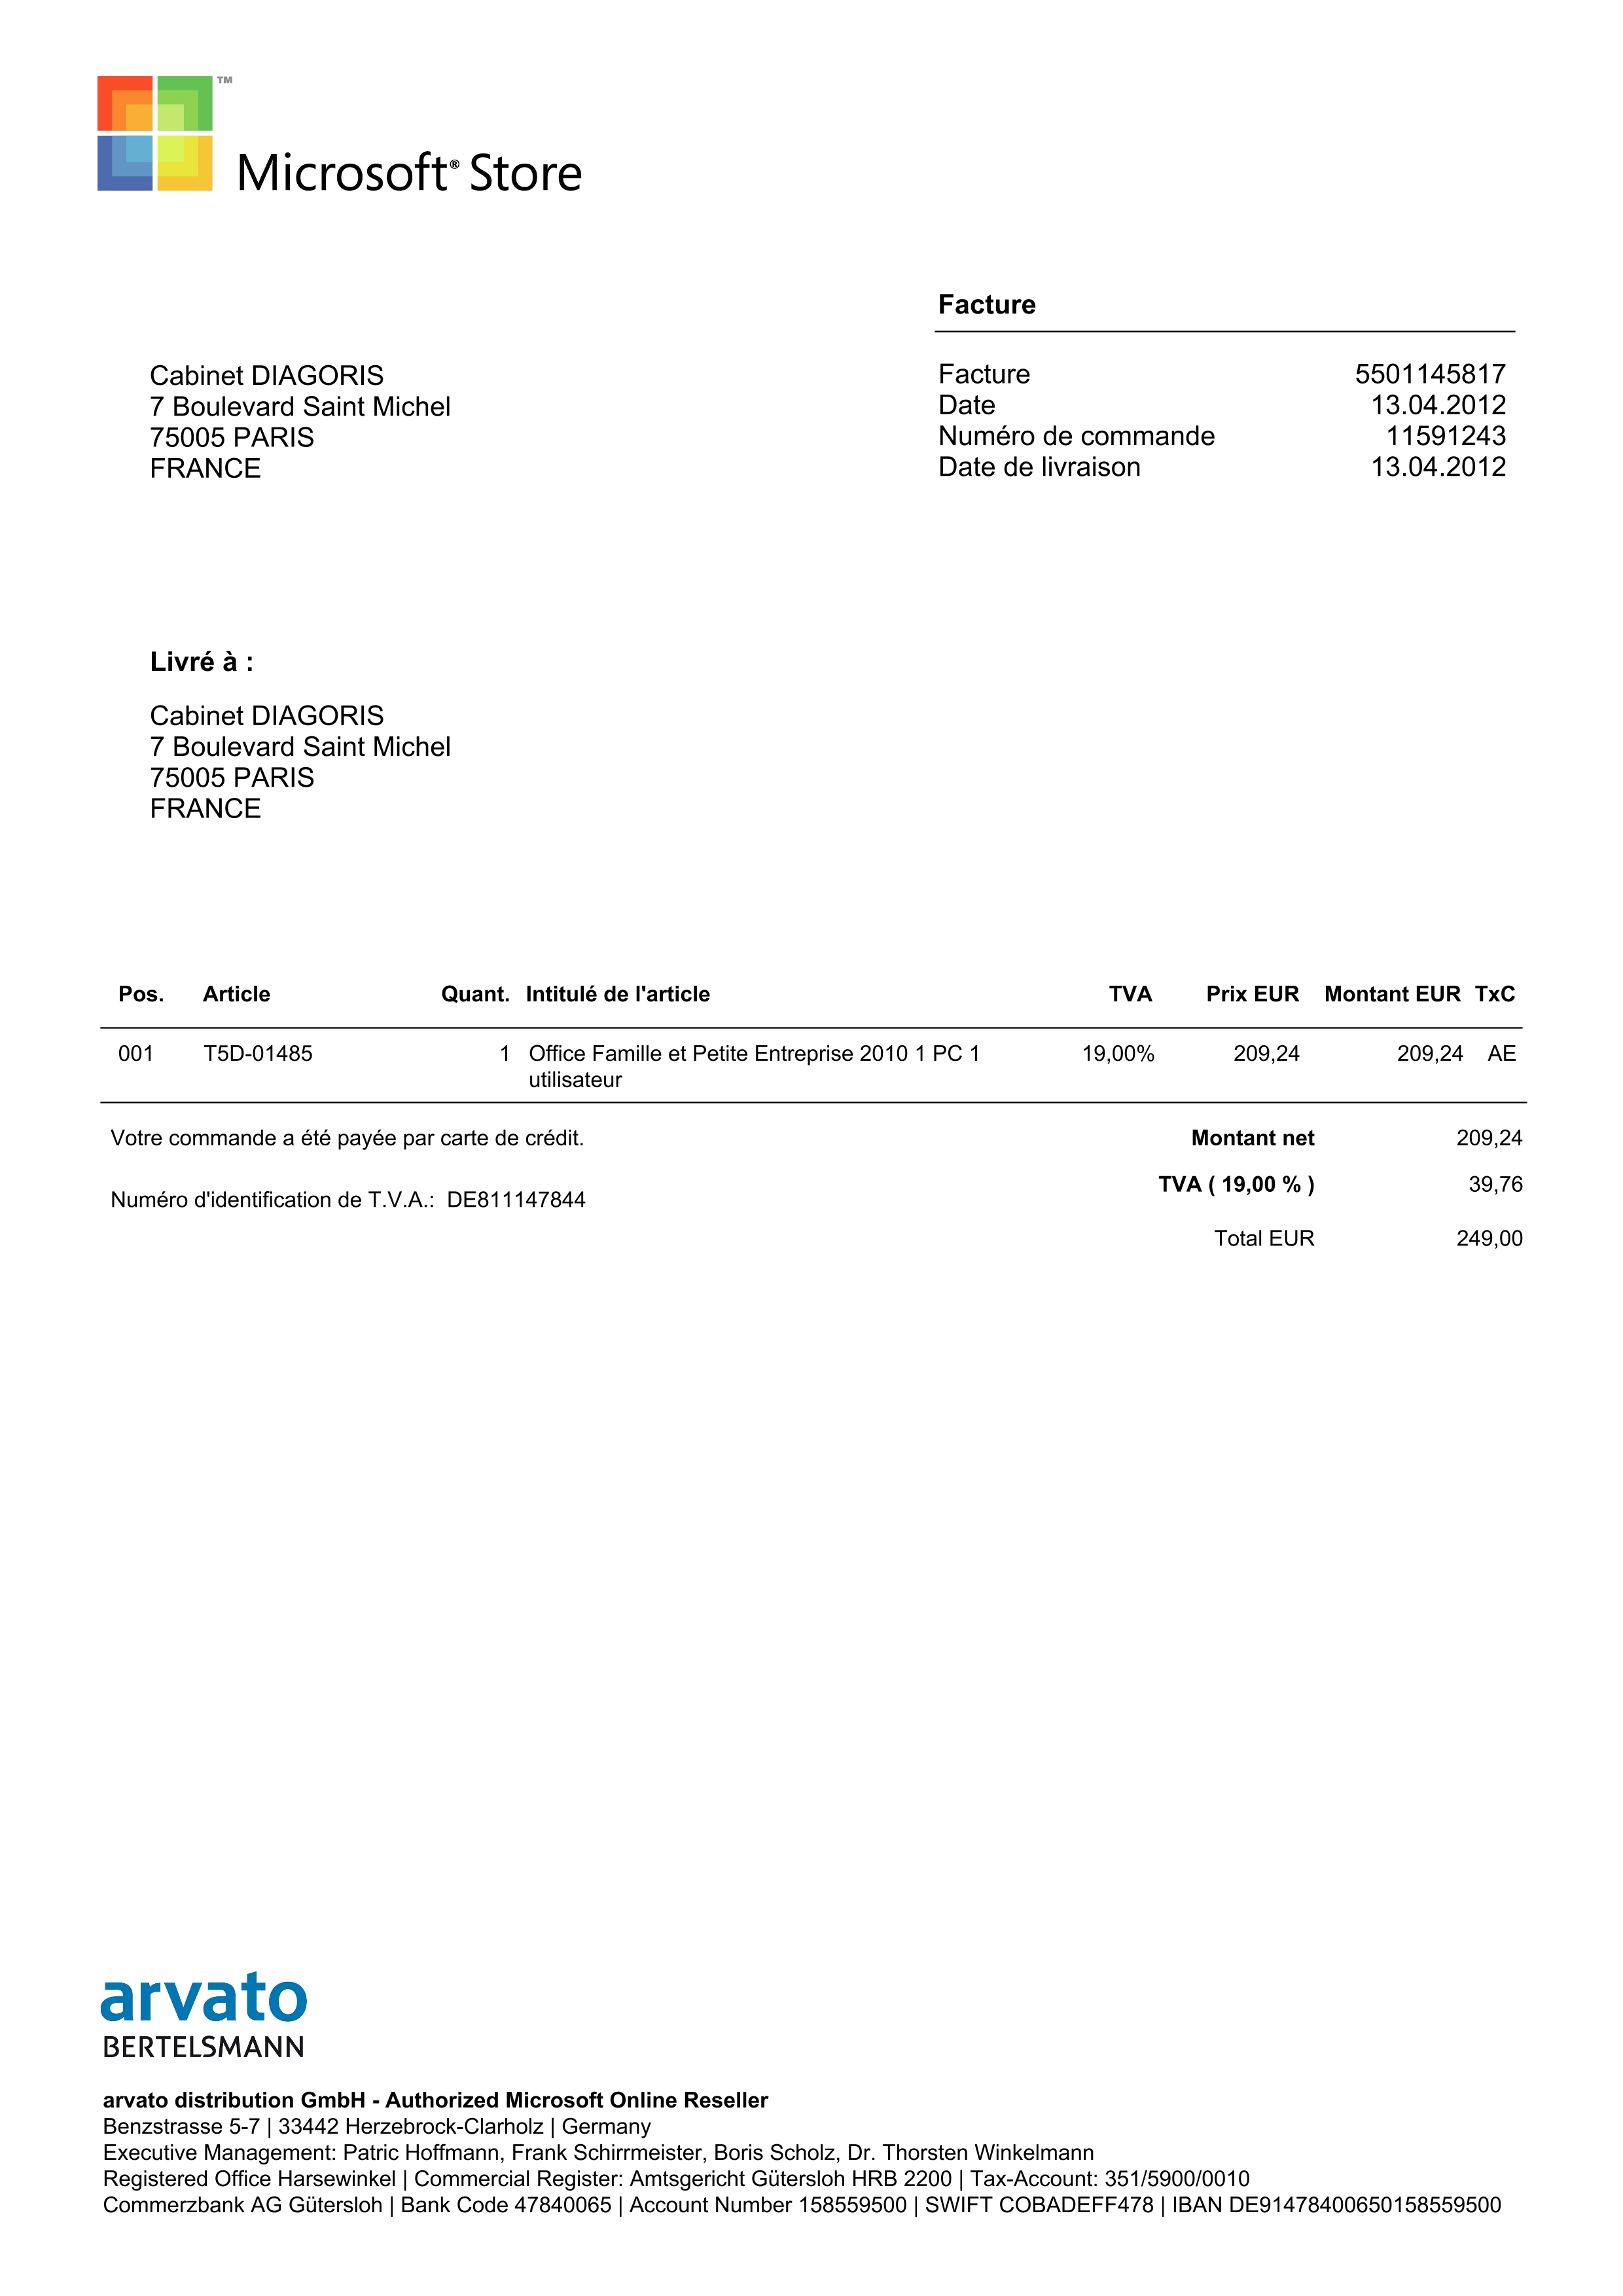 Microsoft® Store ™
Facture
Cabinet DIAGORIS
7 Boulevard Saint Michel
75005 PARIS
FRANCE
Facture 5501145817
Date 13.04.2012
Numéro de commande 11591243
Date de livraison 13.04.2012
Livré à :
Cabinet DIAGORIS
7 Boulevard Saint Michel
75005 PARIS
FRANCE
Pos. Article Quant. Intitulé de l'article TVA Prix EUR Montant EUR TxC
001 T5D-01485 1 Office Famille et Petite Entreprise 2010 1 PC 1 19,00% 209,24 209,24 AE
utilisateur
Votre commande a été payée par carte de crédit. Montant net 209,24
TVA ( 19,00 % ) 39,76
Numéro d'identification de T.V.A.: DE811147844
Total EUR 249,00
arvato
BERTELSMANN
arvato distribution GmbH - Authorized Microsoft Online Reseller
Benzstrasse 5-7 | 33442 Herzebrock-Clarholz | Germany
Executive Management: Patric Hoffmann, Frank Schirrmeister, Boris Scholz, Dr. Thorsten Winkelmann
Registered Office Harsewinkel | Commercial Register: Amtsgericht Gütersloh HRB 2200 | Tax-Account: 351/5900/0010
Commerzbank AG Gütersloh | Bank Code 47840065 | Account Number 158559500 | SWIFT COBADEFF478 | IBAN DE91478400650158559500